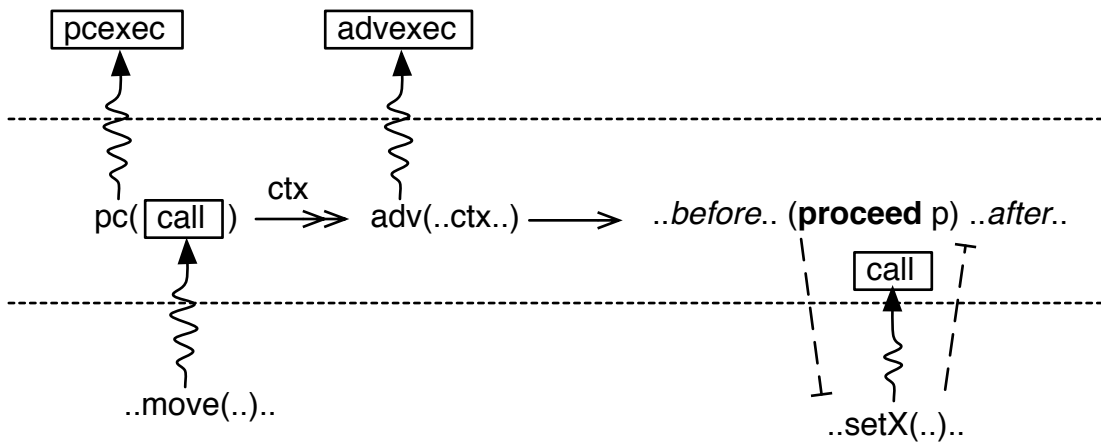 pcexec advexec
ctx
pc( call ) adv(..ctx..) ..before.. (proceed p) ..after..
call
..move(..)..
..setX(..)..